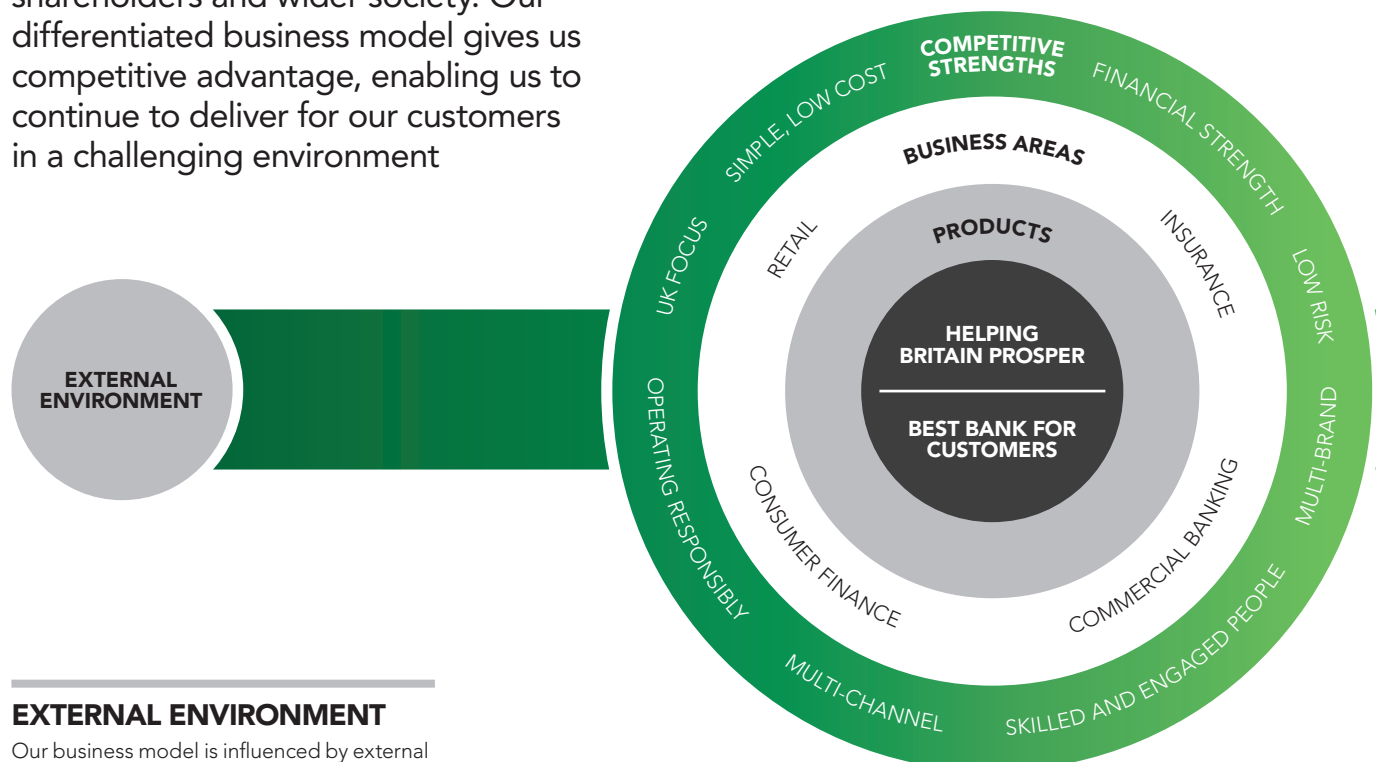 shareholders and wider society. Our
differentiated business model gives us
competitive advantage, enabling us to
continue to deliver for our customers
in a challenging environment
EXTERNAL
ENVIRONMENT
COMPETITIVE
STRENGTHS
FINANCIAL STRENGTH
LOW RISK
MULTI-BRAND
SKILLED AND ENGAGED PEOPLE
MULTI-CHANNEL
OPERATING RESPONSIBLY
UK FOCUS
SIMPLE, LOW COST
BUSINESS AREAS
INSURANCE
COMMERCIAL BANKING
CONSUMER FINANCE
RETAIL
PRODUCTS
HELPING
BRITAIN PROSPER
BEST BANK FOR
CUSTOMERS
EXTERNAL ENVIRONMENT
Our business model is influenced by external